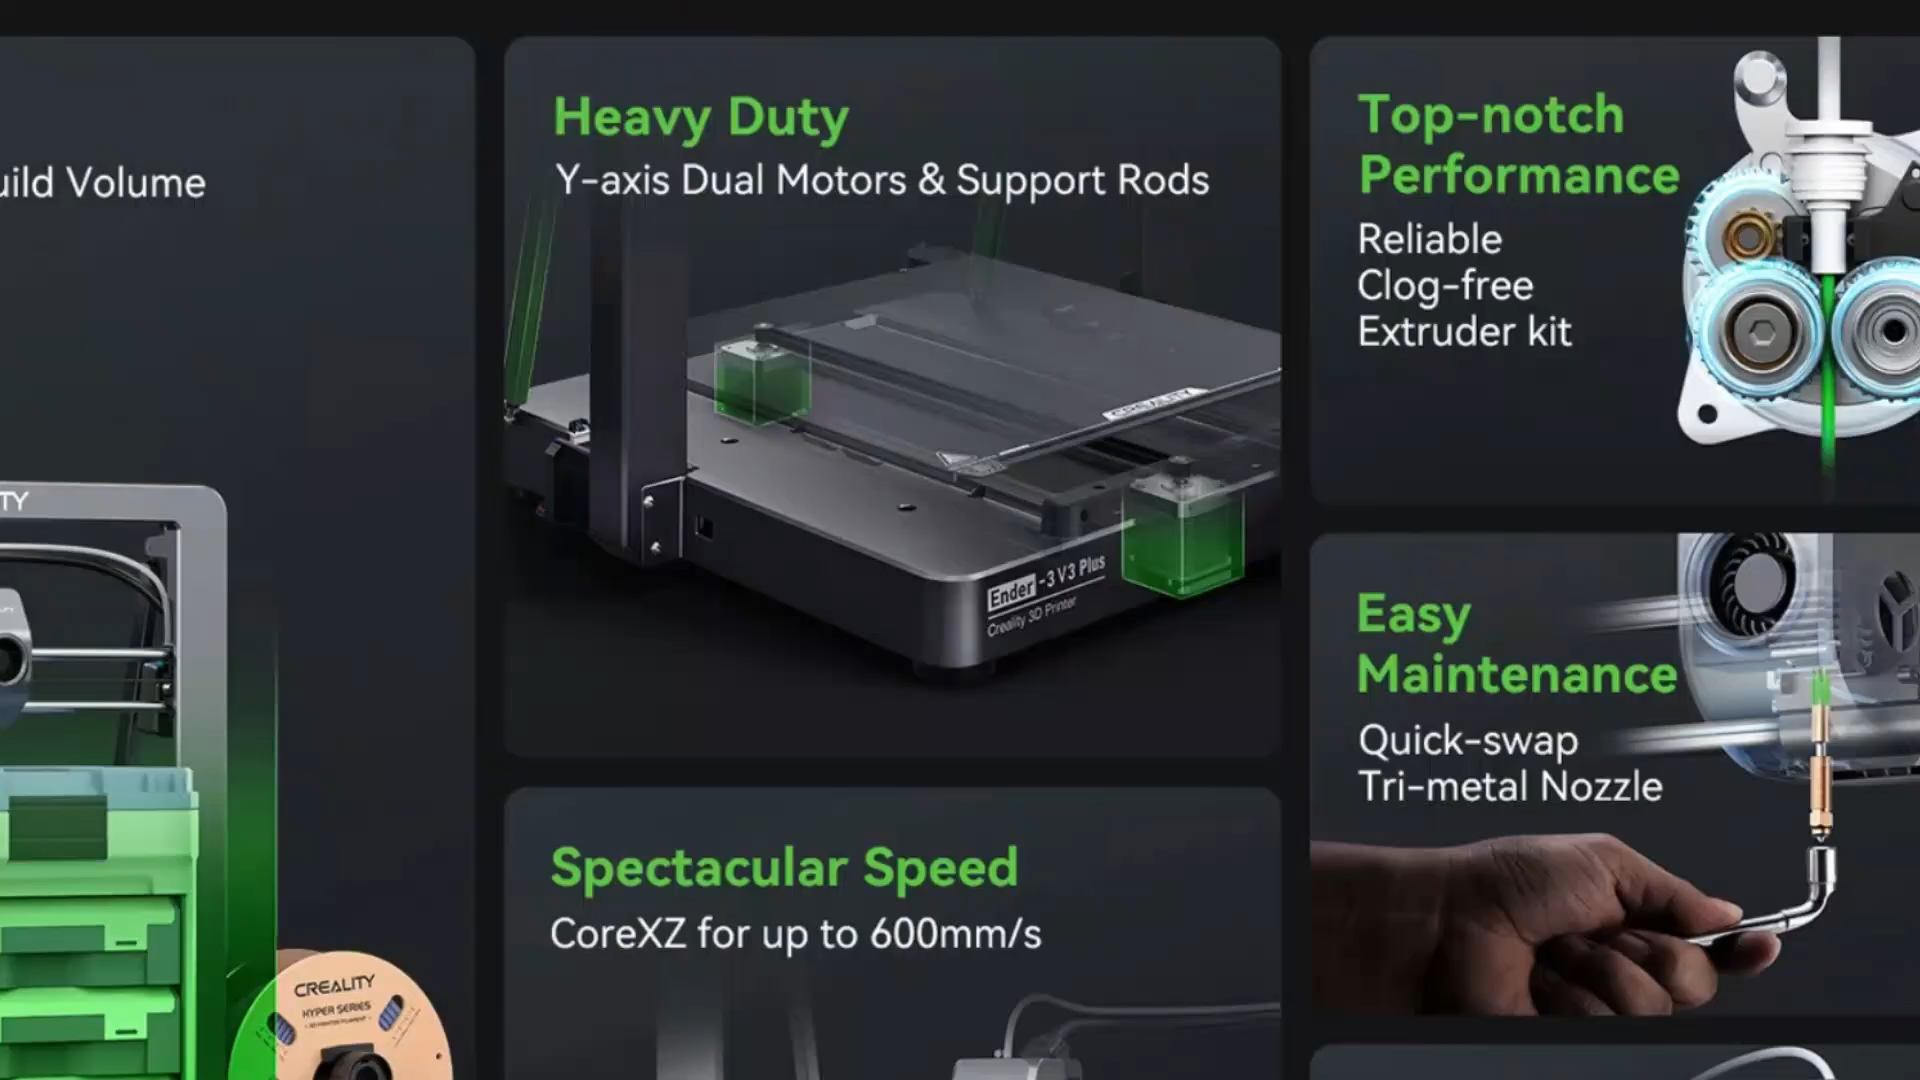 Build Volume
TY
CREALITY
HYPER SERIES
Heavy Duty
Y-axis Dual Motors & Support Rods
CREALITY
Ender-3 V3 Plus
Creality 3D Printer
Spectacular Speed
CoreXZ for up to 600mm/s
Top-notch
Performance
Reliable
Clog-free
Extruder kit
Easy
Maintenance
Quick-swap
Tri-metal Nozzle